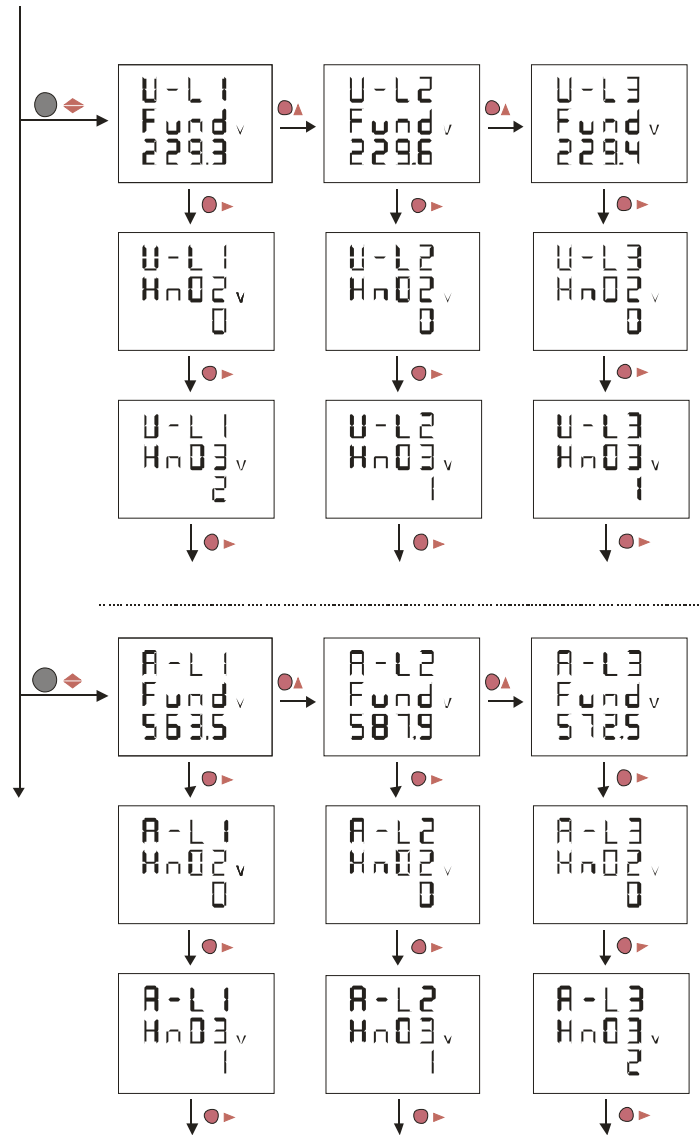 U-L1
Fund v
229.3
U-L2
Fund v
229.6
U-L3
Fund v
229.4
U-L1
Hn02 v
0
U-L2
Hn02 v
0
U-L3
Hn02 v
0
U-L1
Hn03 v
2
U-L2
Hn03 v
1
U-L3
Hn03 v
1
A-L1
Fund v
563.5
A-L2
Fund v
587.9
A-L3
Fund v
572.5
A-L1
Hn02 v
0
A-L2
Hn02 v
0
A-L3
Hn02 v
0
A-L1
Hn03 v
1
A-L2
Hn03 v
1
A-L3
Hn03 v
2